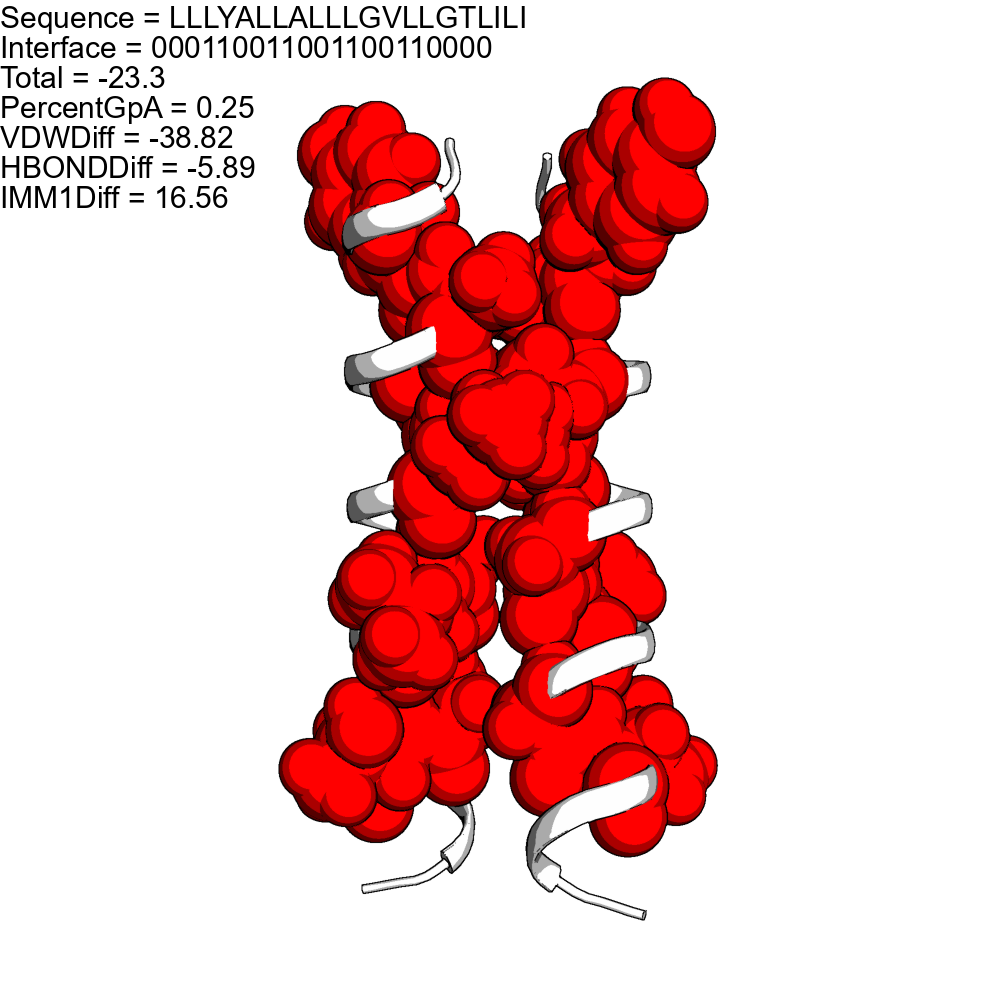 Sequence = LLLYALLALLLGVLLGTLILI
Interface = 000110011001100110000
Total = -23.3
PercentGpA = 0.25
VDWDiff = -38.82
HBONDDiff = -5.89
IMM1Diff = 16.56